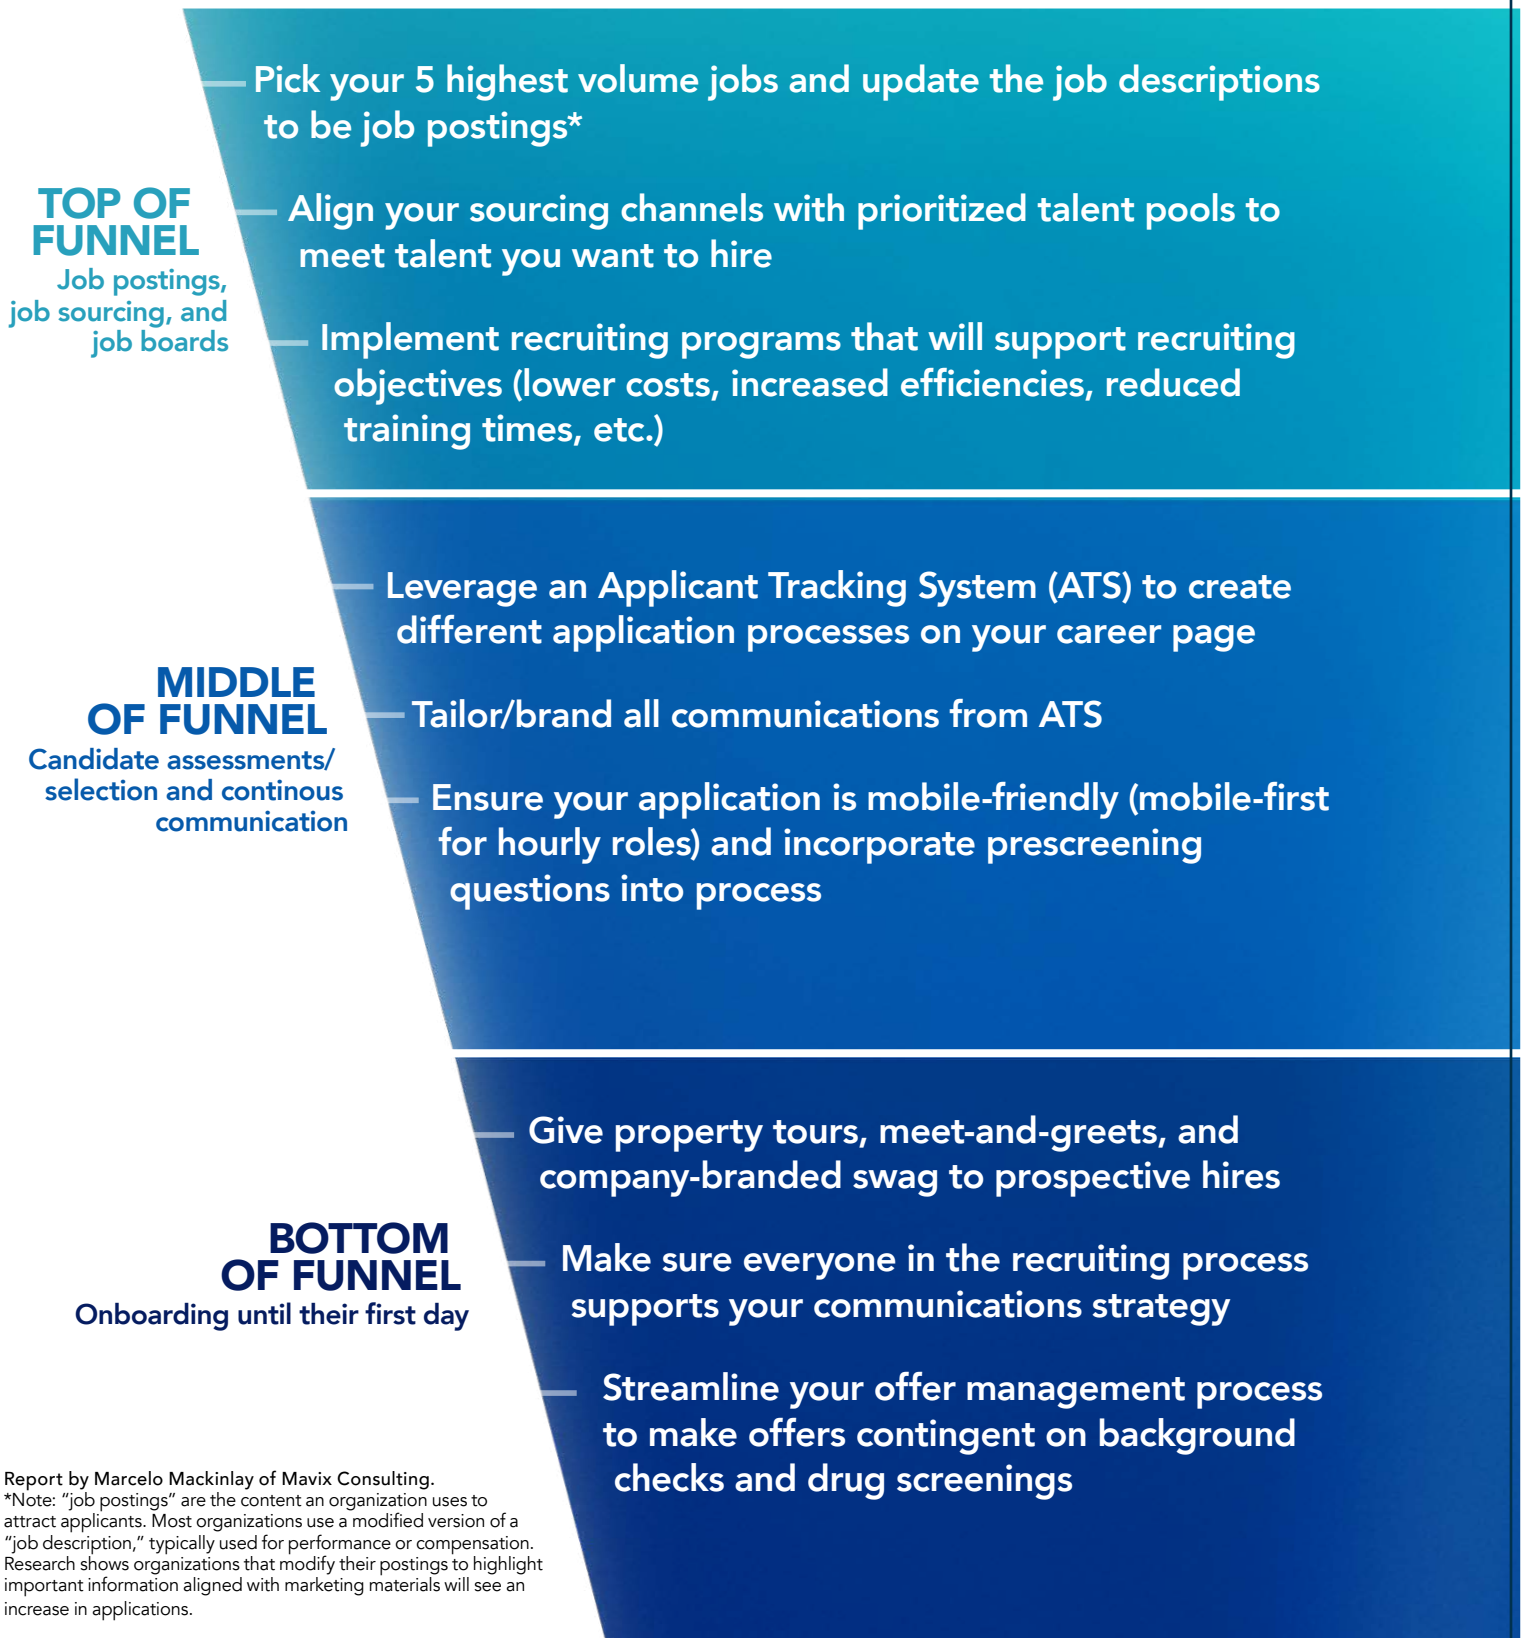 Pick your 5 highest volume jobs and update the job descriptions
to be job postings*
TOP OF
FUNNEL
Job postings,
job sourcing, and
job boards
Align your sourcing channels with prioritized talent pools to
meet talent you want to hire
Implement recruiting programs that will support recruiting
objectives (lower costs, increased efficiencies, reduced
training times, etc.)
Leverage an Applicant Tracking System (ATS) to create
different application processes on your career page
MIDDLE
OF FUNNEL
Candidate assessments/
selection and continous
communication
Tailor/brand all communications from ATS
Ensure your application is mobile-friendly (mobile-first
for hourly roles) and incorporate prescreening
questions into process
Give property tours, meet-and-greets, and
company-branded swag to prospective hires
BOTTOM
OF FUNNEL
Onboarding until their first day
Make sure everyone in the recruiting process
supports your communications strategy
Streamline your offer management process
to make offers contingent on background
checks and drug screenings
Report by Marcelo Mackinlay of Mavix Consulting.
*Note: “job postings” are the content an organization uses to
attract applicants. Most organizations use a modified version of a
“job description,” typically used for performance or compensation.
Research shows organizations that modify their postings to highlight
important information aligned with marketing materials will see an
increase in applications.